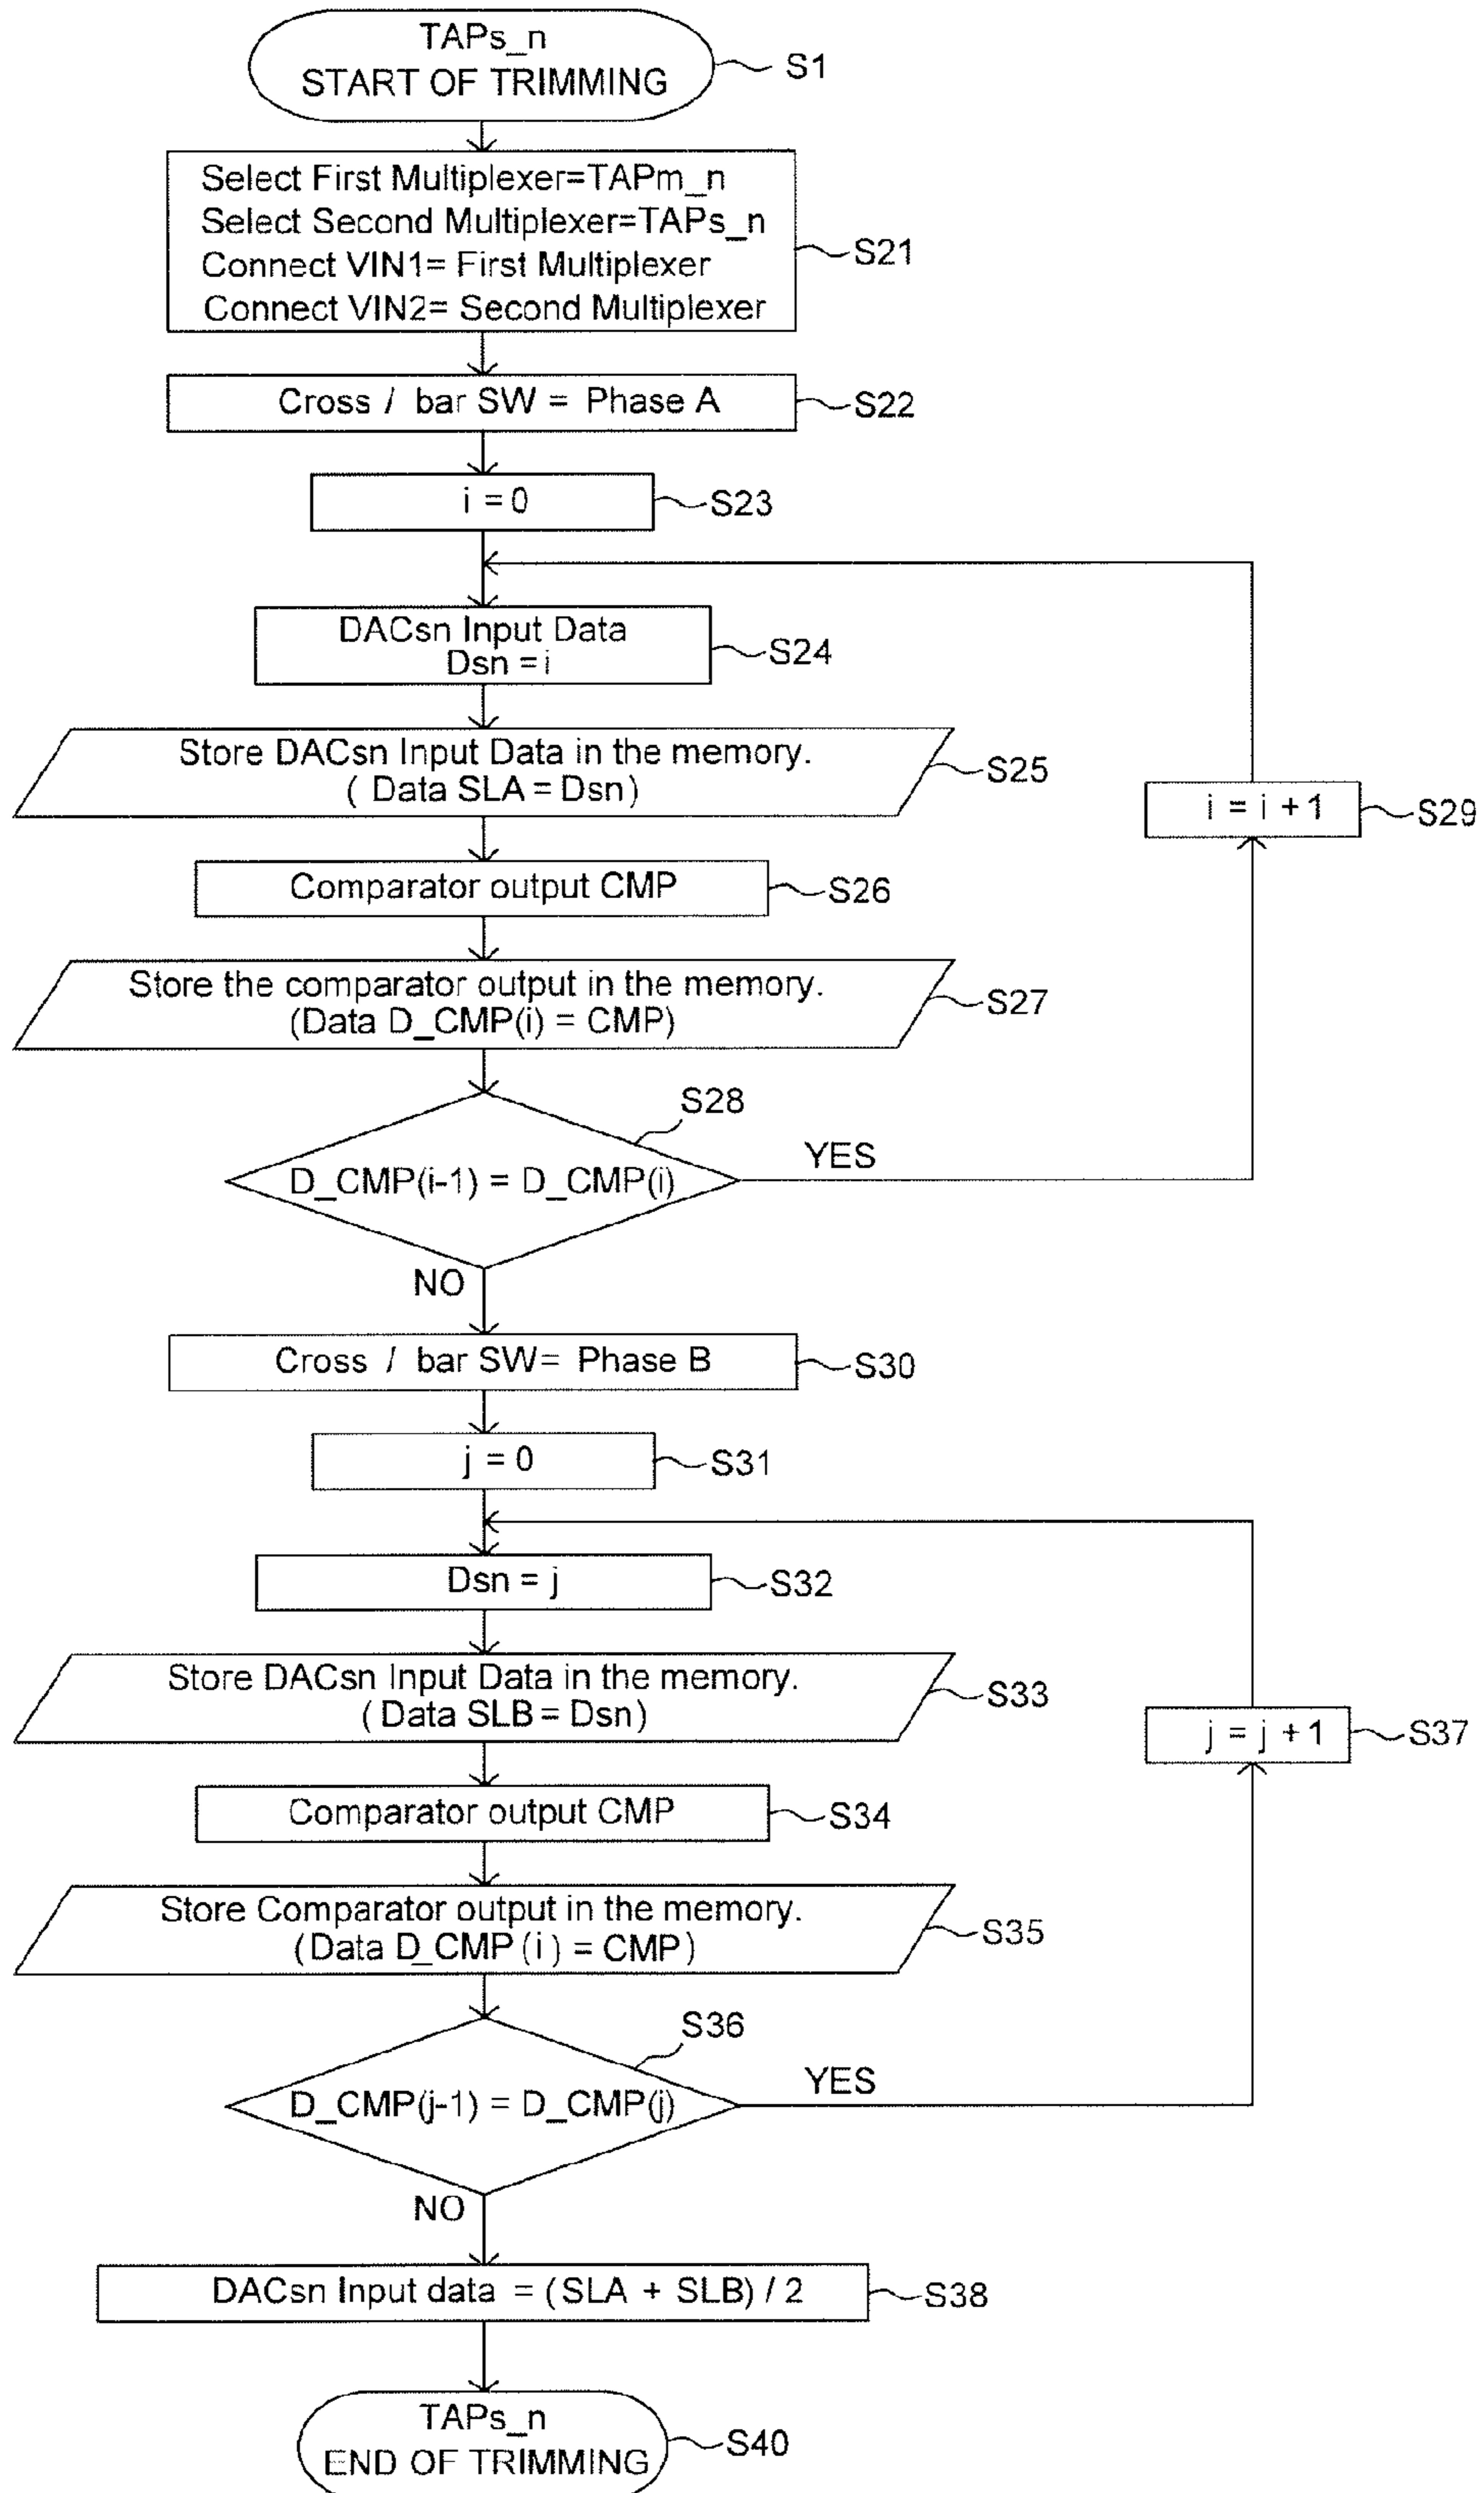 TAPs_n
START OF TRIMMING
S1
Select First Multiplexer=TAPm_n
Select Second Multiplexer=TAPs_n
Connect VIN1= First Multiplexer
Connect VIN2= Second Multiplexer
S21
Cross / bar SW = Phase A
S22
i = 0
S23
DACsn Input Data
Dsn = i
S24
Store DACsn Input Data in the memory.
( Data SLA = Dsn)
S25
i = i + 1
S29
Comparator output CMP
S26
Store the comparator output in the memory.
(Data D_CMP(i) = CMP)
S27
S28
D_CMP(i-1) = D_CMP(i)
YES
NO
Cross / bar SW= Phase B
S30
j = 0
S31
Dsn = j
S32
Store DACsn Input Data in the memory.
( Data SLB = Dsn)
S33
j = j + 1
S37
Comparator output CMP
S34
Store Comparator output in the memory.
(Data D_CMP (i) = CMP)
S35
S36
D_CMP(j-1) = D_CMP(j)
YES
NO
DACsn Input data = (SLA + SLB) / 2
S38
TAPs_n
END OF TRIMMING
S40